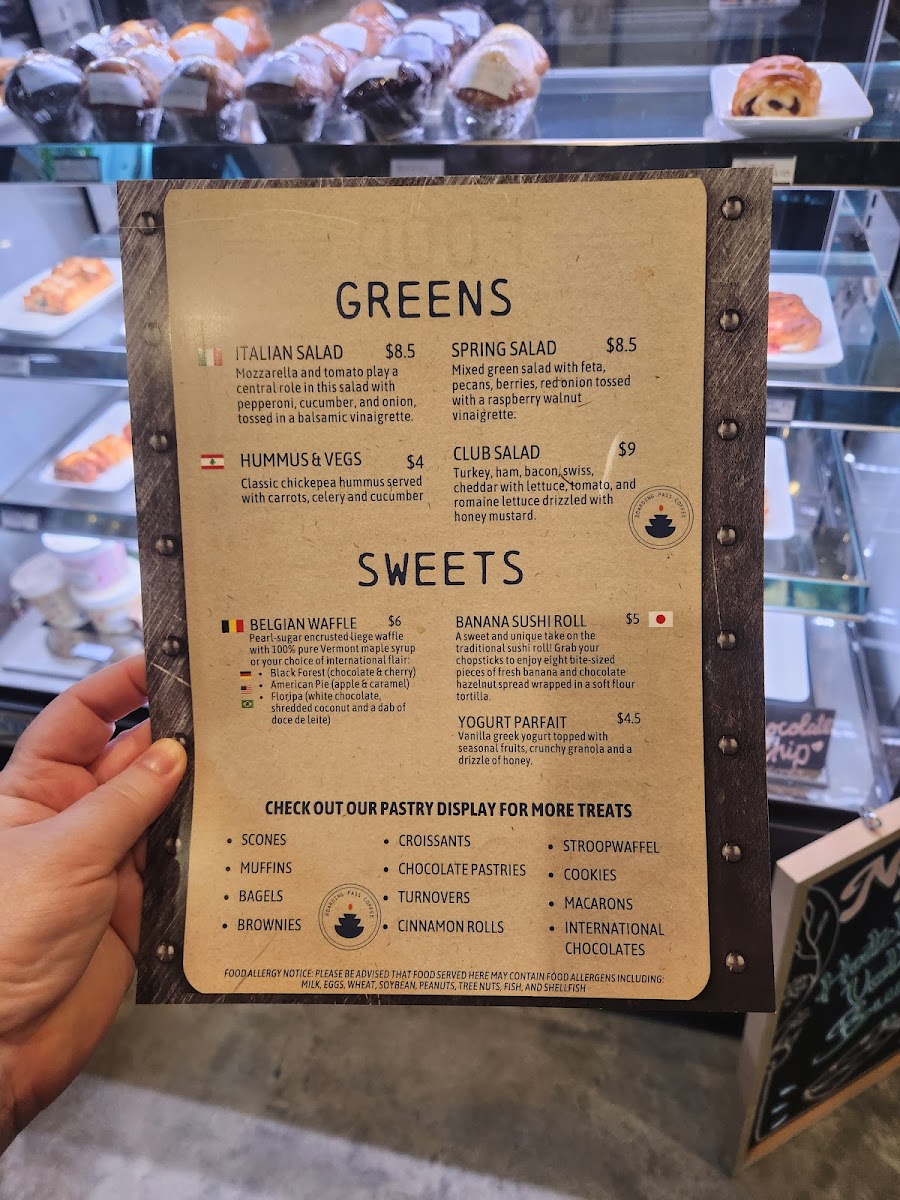 GREENS
ITALIAN SALAD $8.5
Mozzarella and tomato play a
central role in this salad with
pepperoni, cucumber, and onion,
tossed in a balsamic vinaigrette.
HUMMUS & VEGS $4
Classic chickepea hummus served
with carrots, celery and cucumber
SPRING SALAD $8.5
Mixed green salad with feta,
pecans, berries, red onion tossed
with a raspberry walnut
vinaigrette.
CLUB SALAD $9
Turkey, ham, bacon, swiss,
cheddar with lettuce, tomato, and
romaine lettuce drizzled with
honey mustard.
BOARDING PASS COFFEE
SWEETS
BELGIAN WAFFLE $6
Pearl-sugar encrusted liege waffle
with 100% pure Vermont maple syrup
or your choice of international flair:
• Black Forest (chocolate & cherry)
• American Pie (apple & caramel)
• Floripa (white chocolate,
shredded coconut and a dab of
doce de leite)
BANANA SUSHI ROLL $5
A sweet and unique take on the
traditional sushi roll! Grab your
chopsticks to enjoy eight bite-sized
pieces of fresh banana and chocolate
hazelnut spread wrapped in a soft flour
tortilla.
YOGURT PARFAIT $4.5
Vanilla greek yogurt topped with
seasonal fruits, crunchy granola and a
drizzle of honey.
CHECK OUT OUR PASTRY DISPLAY FOR MORE TREATS
• SCONES
• MUFFINS
• BAGELS
• BROWNIES
• CROISSANTS
• CHOCOLATE PASTRIES
• TURNOVERS
• CINNAMON ROLLS
• STROOPWAFFEL
• COOKIES
• MACARONS
• INTERNATIONAL
CHOCOLATES
BOARDING PASS COFFEE
FOOD ALLERGY NOTICE: PLEASE BE ADVISED THAT FOOD SERVED HERE MAY CONTAIN FOOD ALLERGENS INCLUDING:
MILK, EGGS, WHEAT, SOYBEAN, PEANUTS, TREE NUTS, FISH, AND SHELLFISH